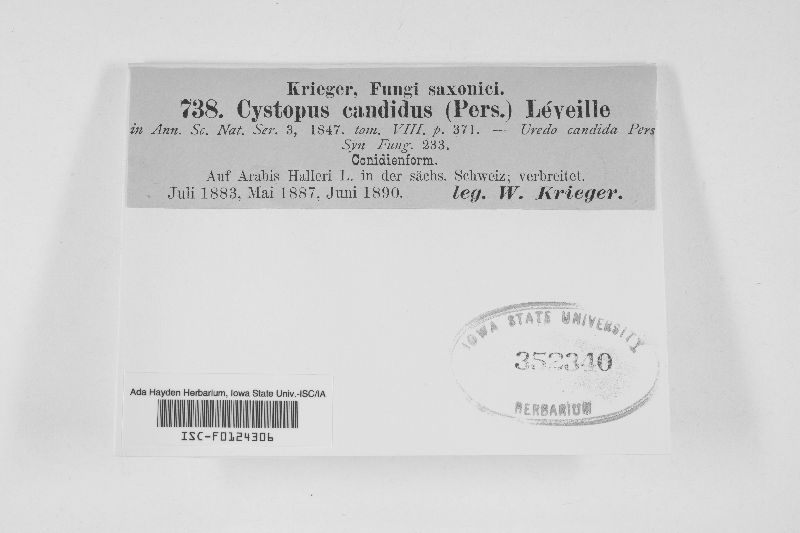 Krieger, Fungi saxonici.
738. Cystopus candidus (Pers.) Léveille
in Ann. Sc. Nat. Ser. 3, 1847. tom. VIII. p. 371. — Uredo candida Pers
Syn Fung. 233.
Conidienform.
Auf Arabis Halleri L. in der sächs. Schweiz; verbreitet.
Juli 1883, Mai 1887, Juni 1890. leg. W. Krieger.
IOWA STATE UNIVERSITY
352340
HERBARIUM
Ada Hayden Herbarium, Iowa State Univ.-ISC/IA
ISC-F0124306